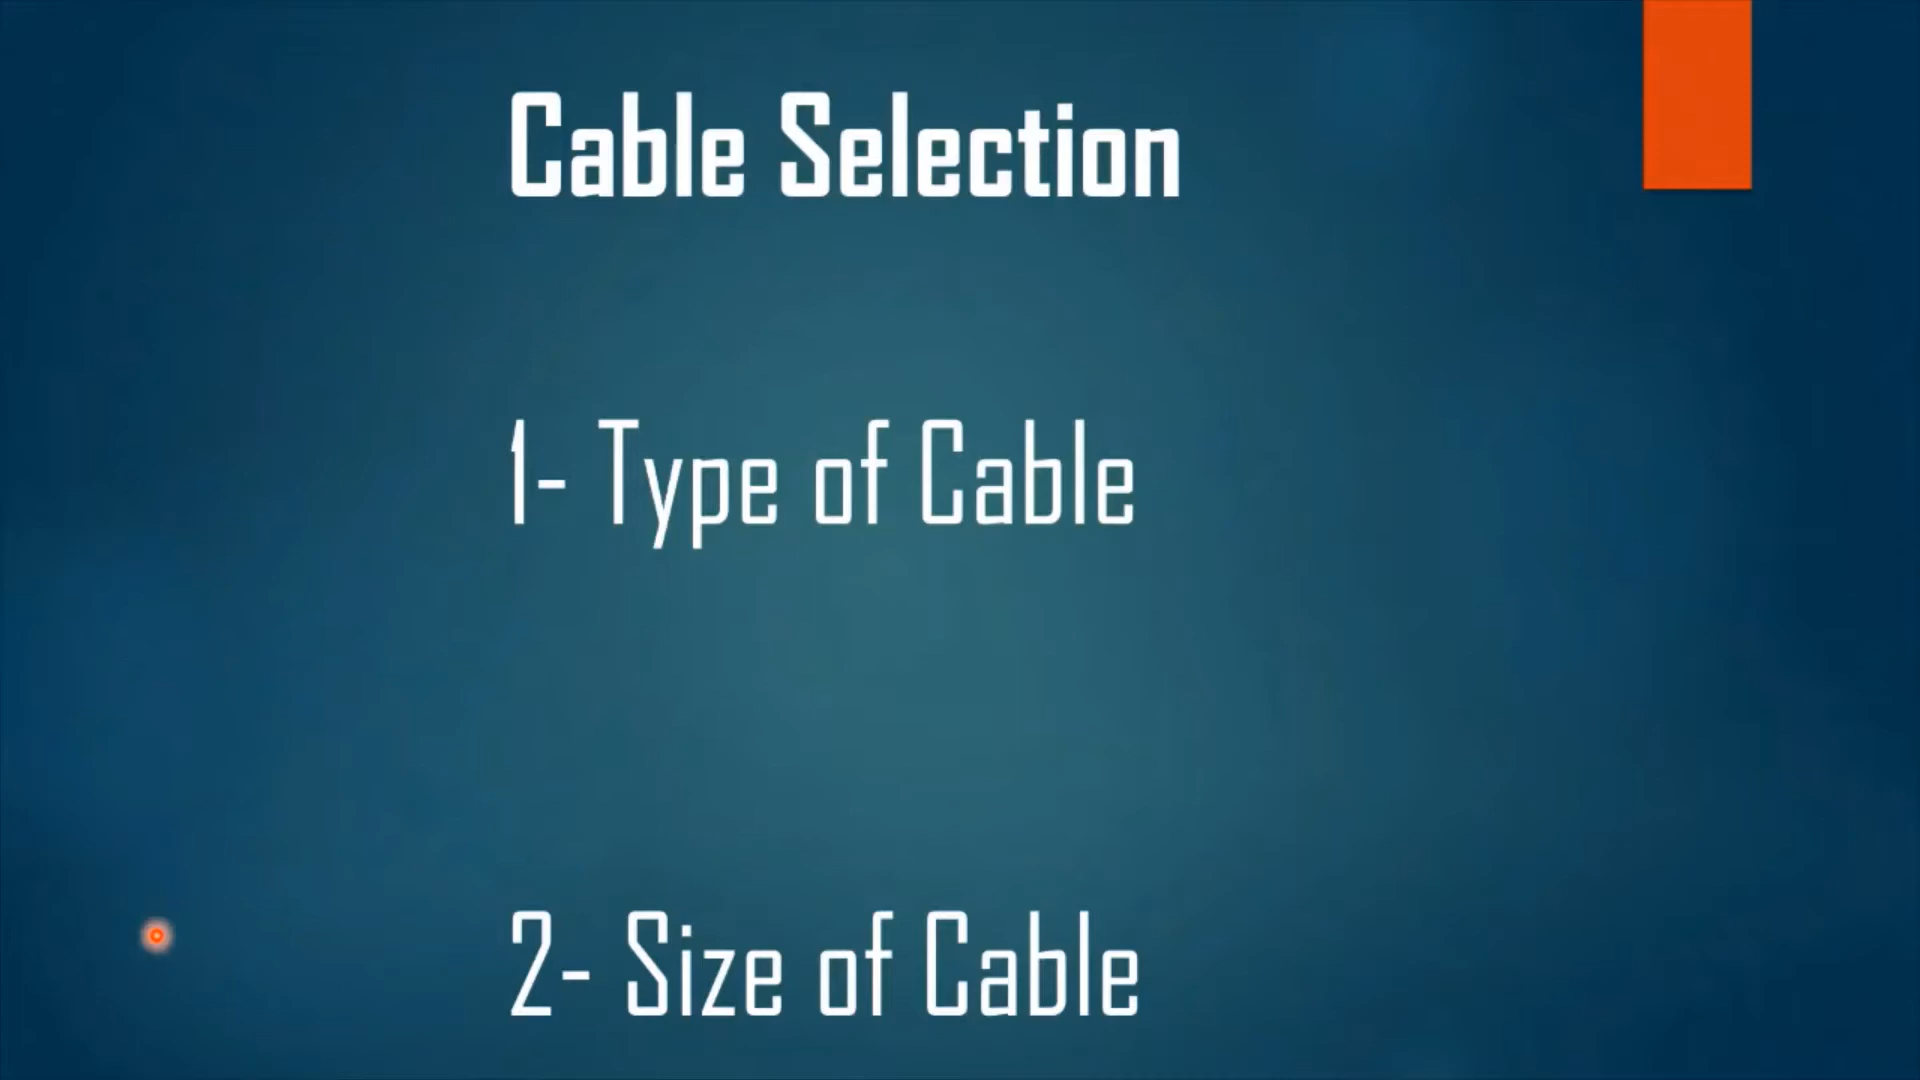 Cable Selection
1- Type of Cable
2- Size of Cable